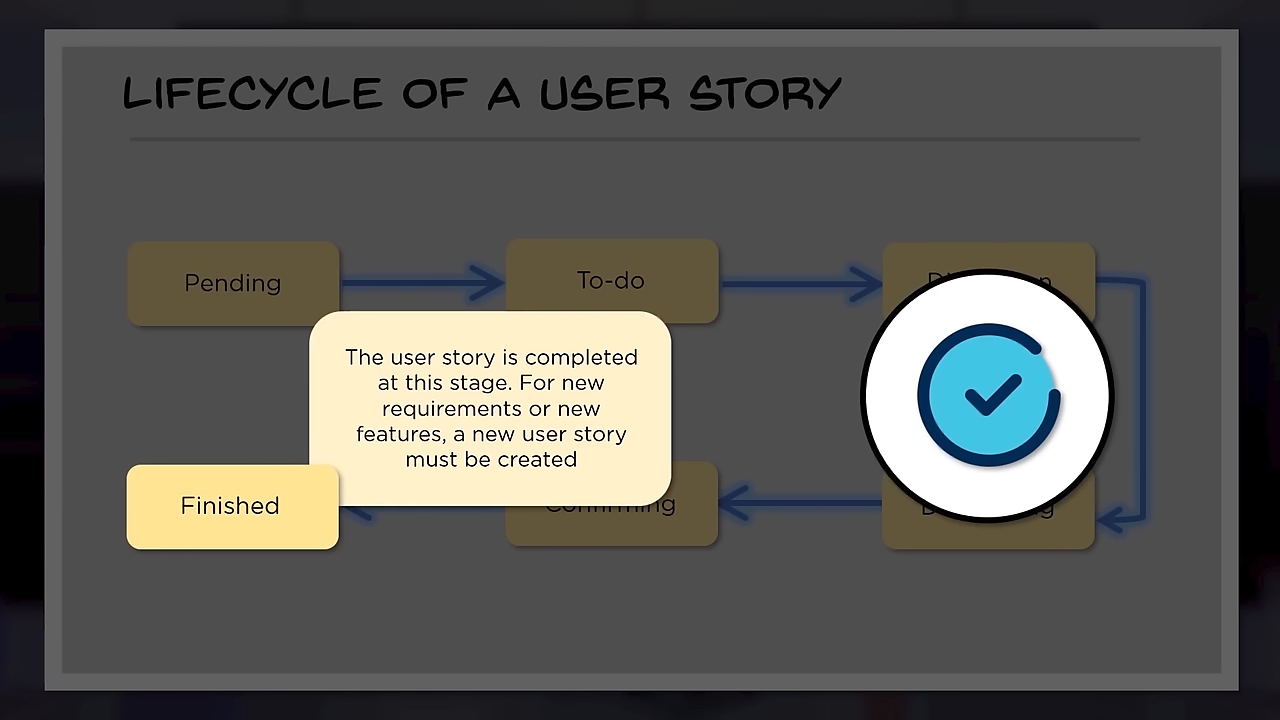 LIFECYCLE OF A USER STORY
Pending
To-do
The user story is completed
at this stage. For new
requirements or new
features, a new user story
must be created
Finished
Confirming